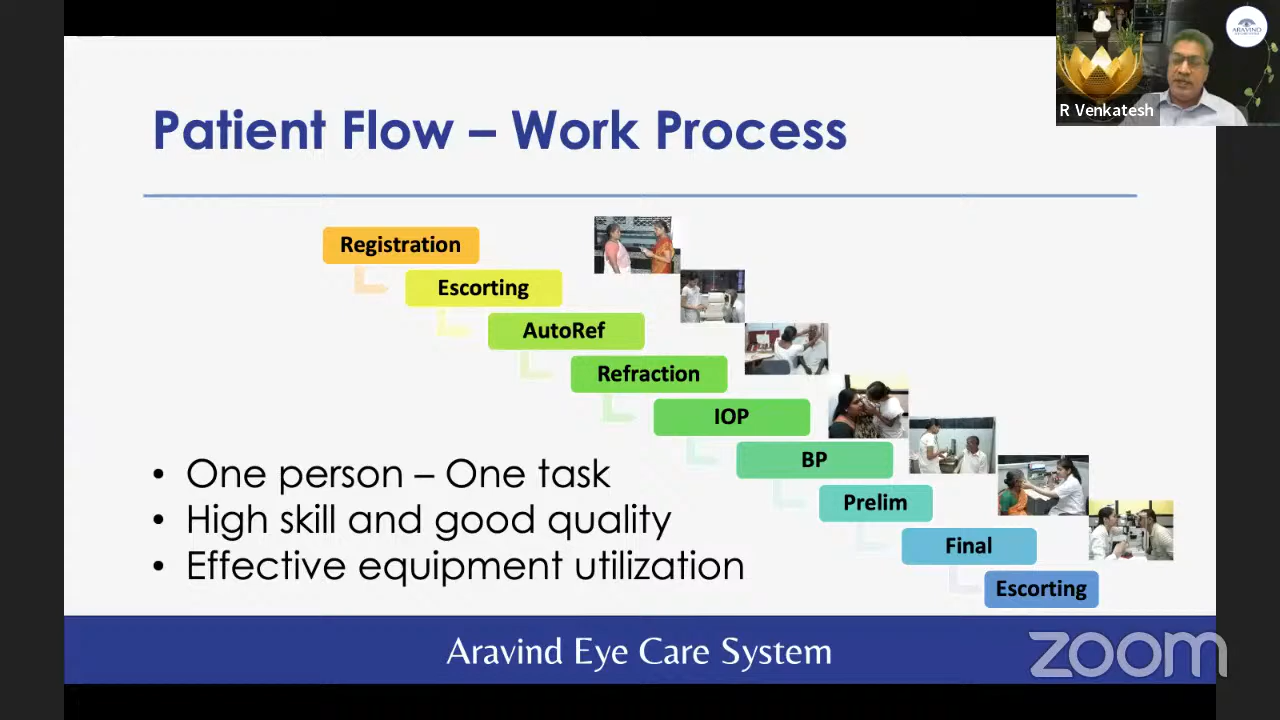 ARAVIND
R Venkatesh
Patient Flow – Work Process
Registration
Escorting
AutoRef
Refraction
IOP
BP
Prelim
Final
Escorting
• One person – One task
• High skill and good quality
• Effective equipment utilization
Aravind Eye Care System
zoom